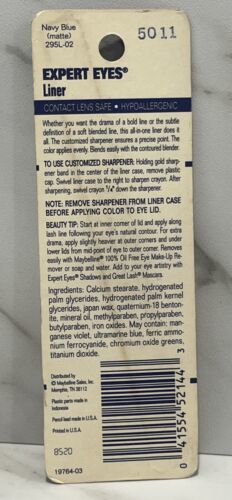 Navy Blue
(matte)
295L-02
5011
EXPERT EYES®
Liner
CONTACT LENS SAFE • HYPOALLERGENIC
Whether you want the drama of a bold line or the subtle
definition of a soft blended line, this all-in-one liner does it
all. The customized sharpener ensures a precise point. The
color applies evenly. Blends easily with the contoured blender.
TO USE CUSTOMIZED SHARPENER: Holding gold sharp-
ener band in the center of the liner case, remove plastic
cap. Swivel liner case to the right to sharpen crayon. After
sharpening, swivel crayon ¼" down the sharpener.
NOTE: REMOVE SHARPENER FROM LINER CASE
BEFORE APPLYING COLOR TO EYE LID.
BEAUTY TIP: Start at inner corner of lid and apply along
lash line following your eye's natural contour. For extra
drama, apply slightly heavier at outer corners and under
lower lids from mid-point of eye to outer corner. Removes
easily with Maybelline® 100% Oil Free Eye Make-Up Re-
mover or soap and water. Add to your eye artistry with
Expert Eyes® Shadows and Great Lash® Mascara.
Ingredients: Calcium stearate, hydrogenated
palm glycerides, hydrogenated palm kernel
glycerides, japan wax, quaternium-18 benton-
ite, mineral oil, methylparaben, propylparaben,
butylparaben, iron oxides. May contain: man-
ganese violet, ultramarine blue, ferric ammo-
nium ferrocyanide, chromium oxide greens,
titanium dioxide.
Distributed by
© Maybelline Sales, Inc.
Memphis, TN 38112
Plastic parts made in
Indonesia
Pencil lead made in U.S.A.
Printed in U.S.A.
8520
19764-03
0 41554 52144 3